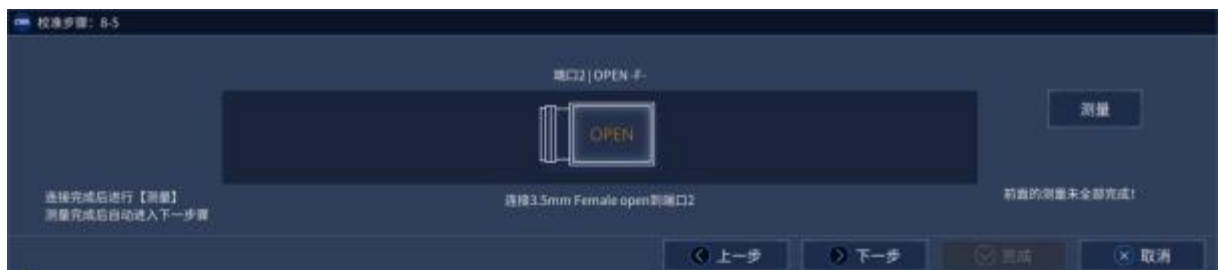 校准步骤：8-5
端口2 | OPEN -F-
OPEN
测量
连接完成后进行【测量】
测量完成后自动进入下一步骤
连接3.5mm Female open到端口2
前面的测量未全部完成！
上一步
下一步
完成
取消